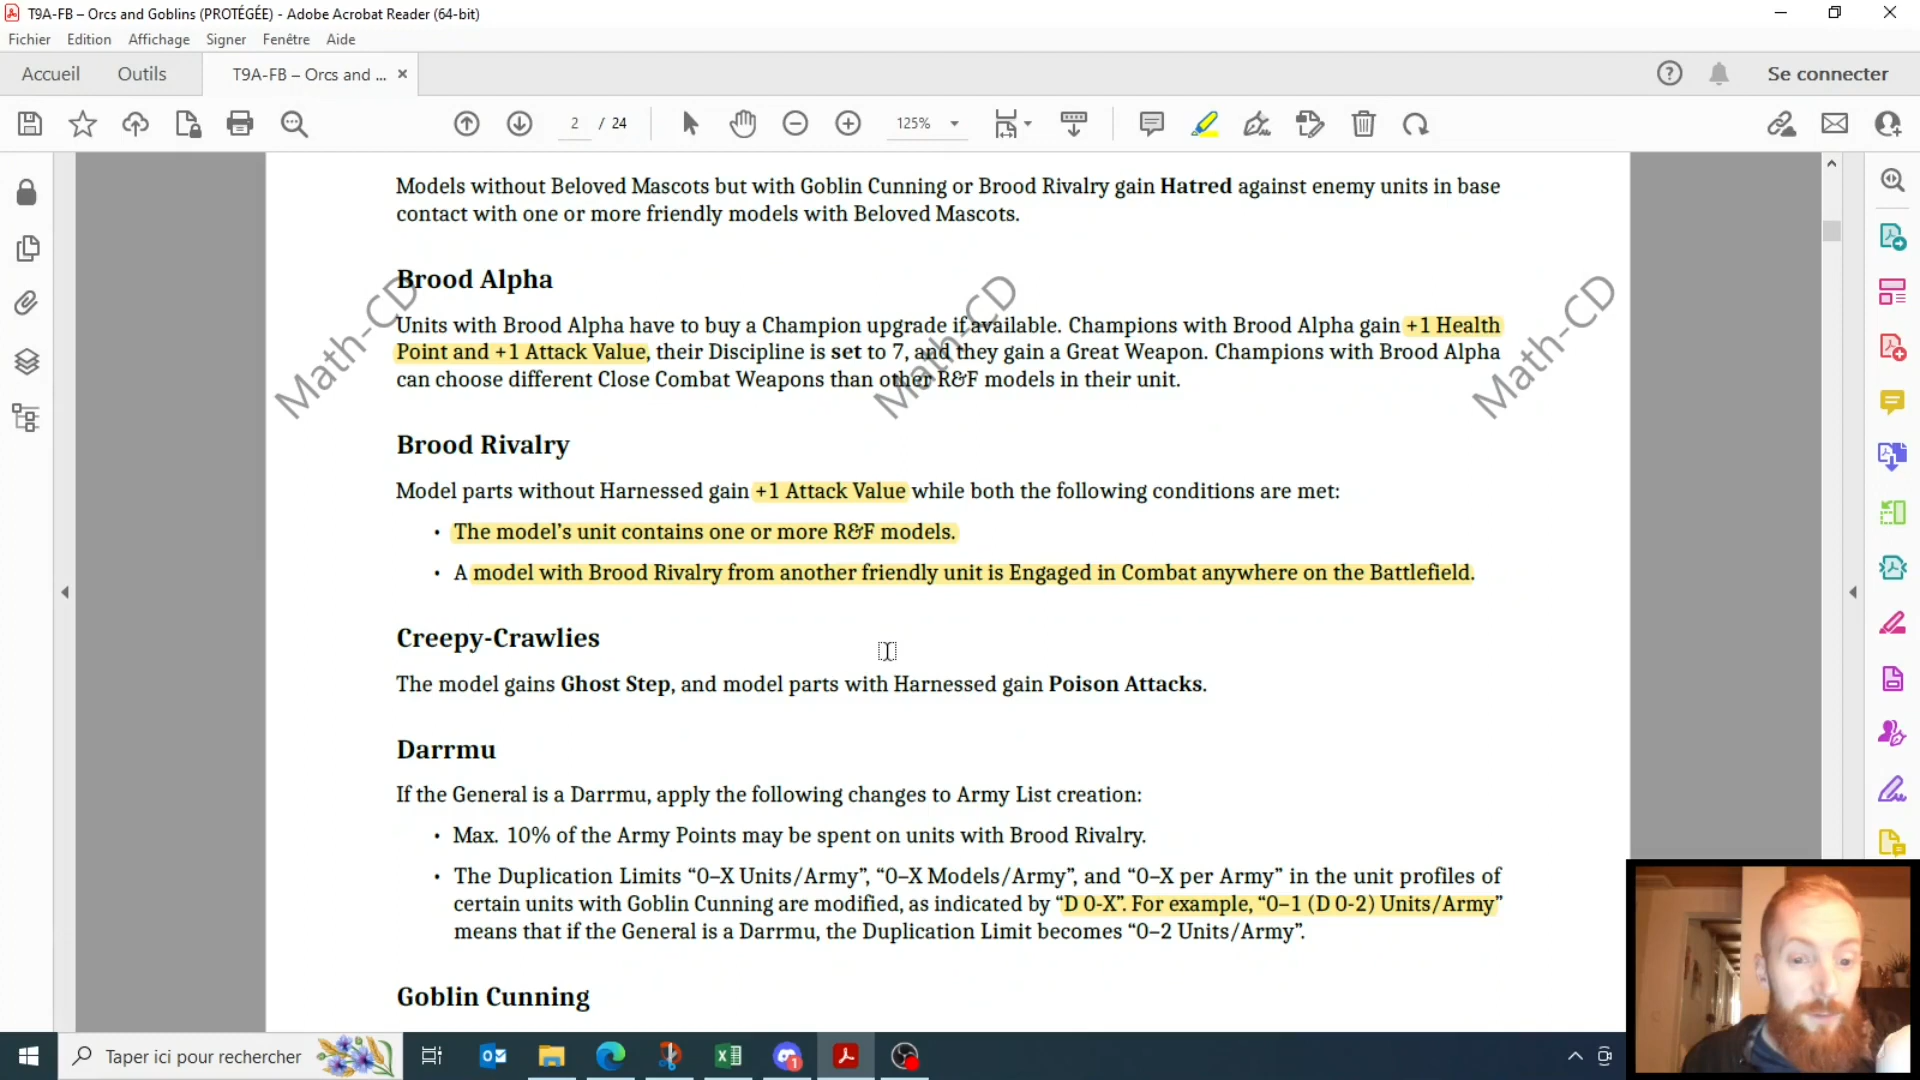 T9A-FB – Orcs and Goblins (PROTÉGÉE) - Adobe Acrobat Reader (64-bit)
Fichier Edition Affichage Signer Fenêtre Aide
Accueil Outils T9A-FB – Orcs and ... × Se connecter
2 / 24 125%
Models without Beloved Mascots but with Goblin Cunning or Brood Rivalry gain Hatred against enemy units in base
contact with one or more friendly models with Beloved Mascots.
Brood Alpha
Units with Brood Alpha have to buy a Champion upgrade if available. Champions with Brood Alpha gain +1 Health
Point and +1 Attack Value, their Discipline is set to 7, and they gain a Great Weapon. Champions with Brood Alpha
can choose different Close Combat Weapons than other R&F models in their unit.
Math-CD Math-CD Math-CD
Brood Rivalry
Model parts without Harnessed gain +1 Attack Value while both the following conditions are met:
• The model’s unit contains one or more R&F models.
• A model with Brood Rivalry from another friendly unit is Engaged in Combat anywhere on the Battlefield.
Creepy-Crawlies
The model gains Ghost Step, and model parts with Harnessed gain Poison Attacks.
Darrmu
If the General is a Darrmu, apply the following changes to Army List creation:
• Max. 10% of the Army Points may be spent on units with Brood Rivalry.
• The Duplication Limits “0–X Units/Army”, “0–X Models/Army”, and “0–X per Army” in the unit profiles of
certain units with Goblin Cunning are modified, as indicated by “D 0-X”. For example, “0–1 (D 0-2) Units/Army”
means that if the General is a Darrmu, the Duplication Limit becomes “0–2 Units/Army”.
Goblin Cunning
Taper ici pour rechercher